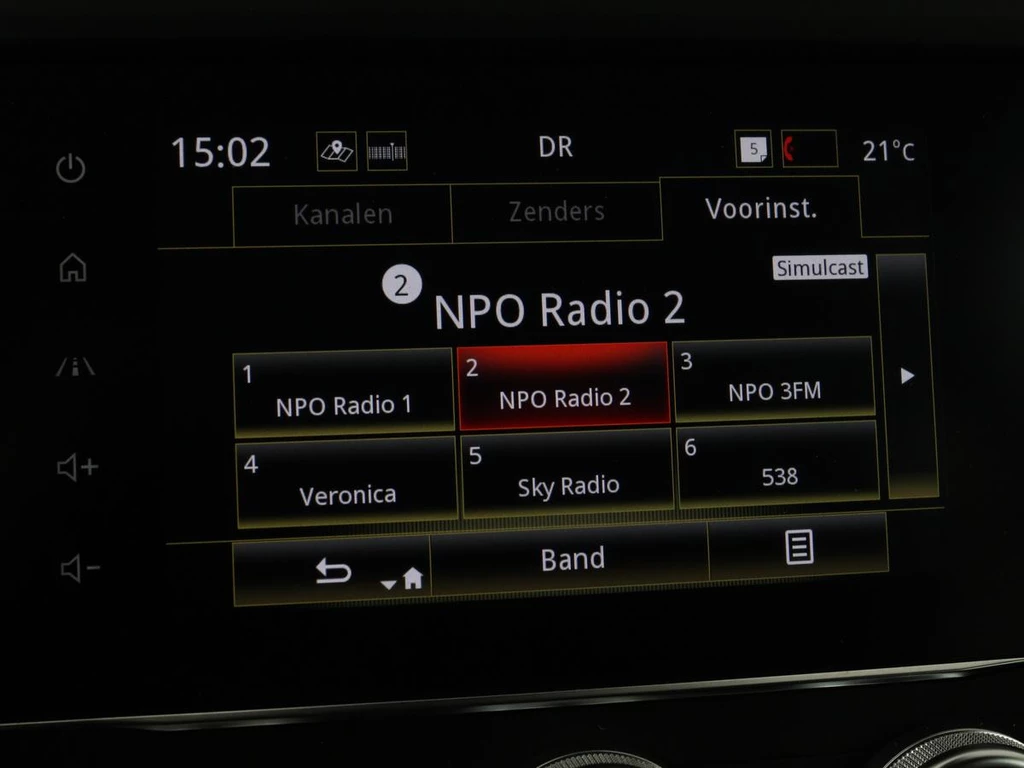 15:02 DR 5 21°C
Kanalen Zenders Voorinst.
Simulcast
2 NPO Radio 2
1 NPO Radio 1
2 NPO Radio 2
3 NPO 3FM
4 Veronica
5 Sky Radio
6 538
Band